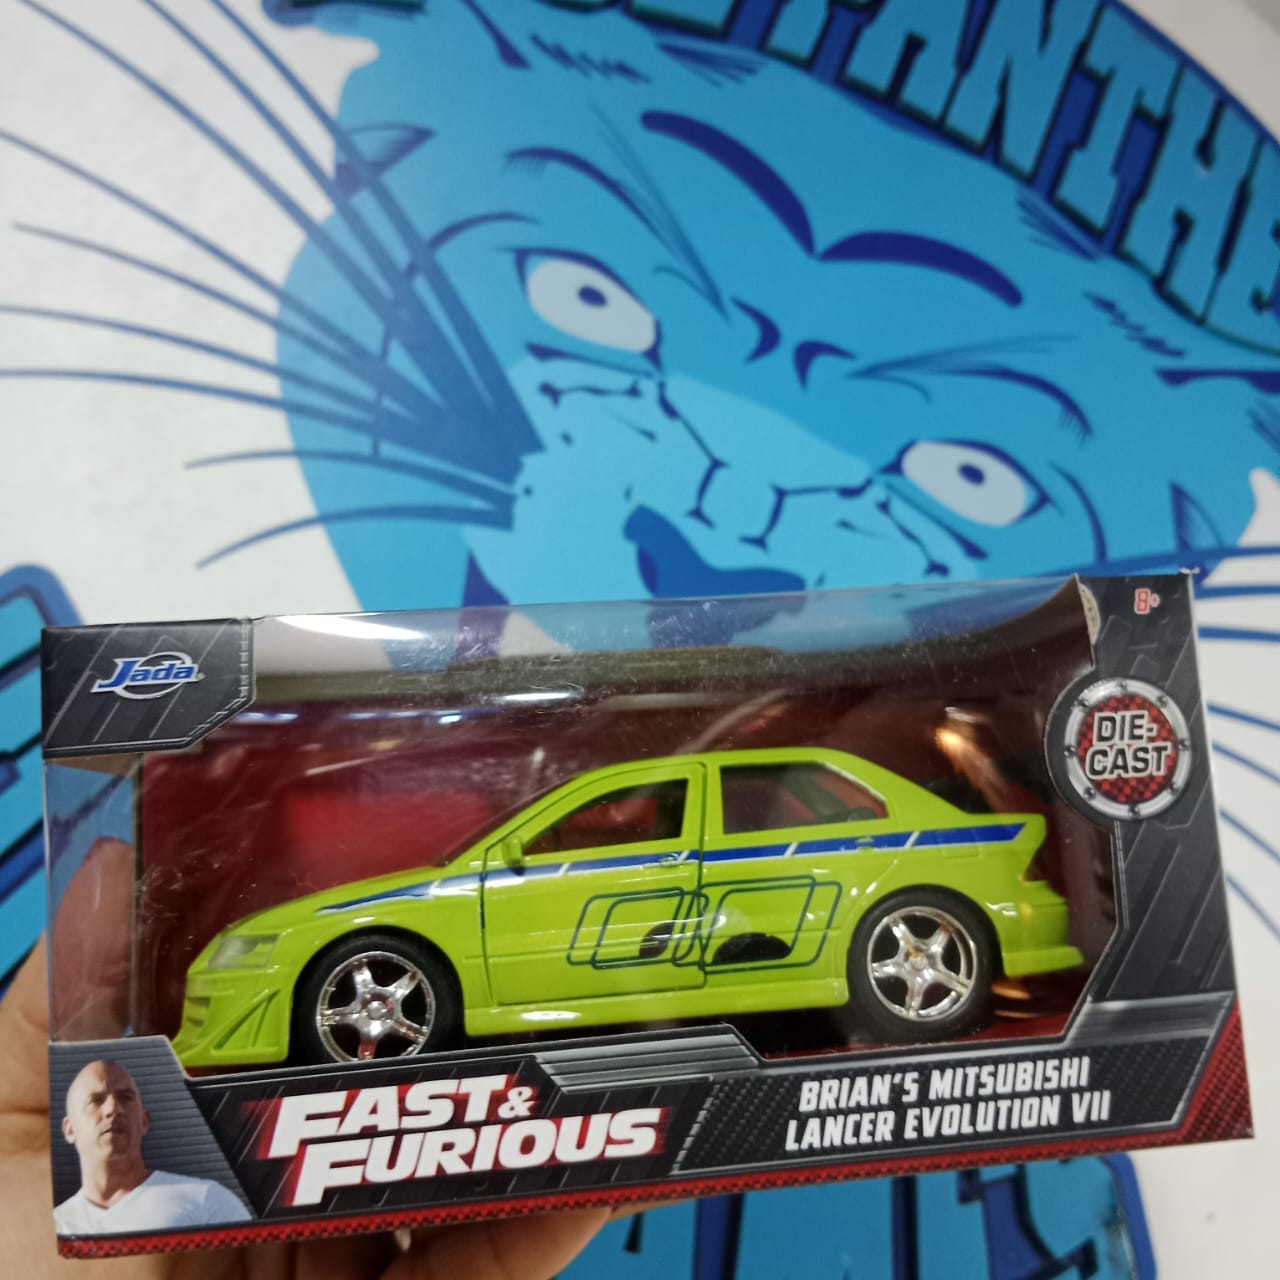 Jada
8+
DIE-
CAST
FAST &
FURIOUS
BRIAN'S MITSUBISHI
LANCER EVOLUTION VII